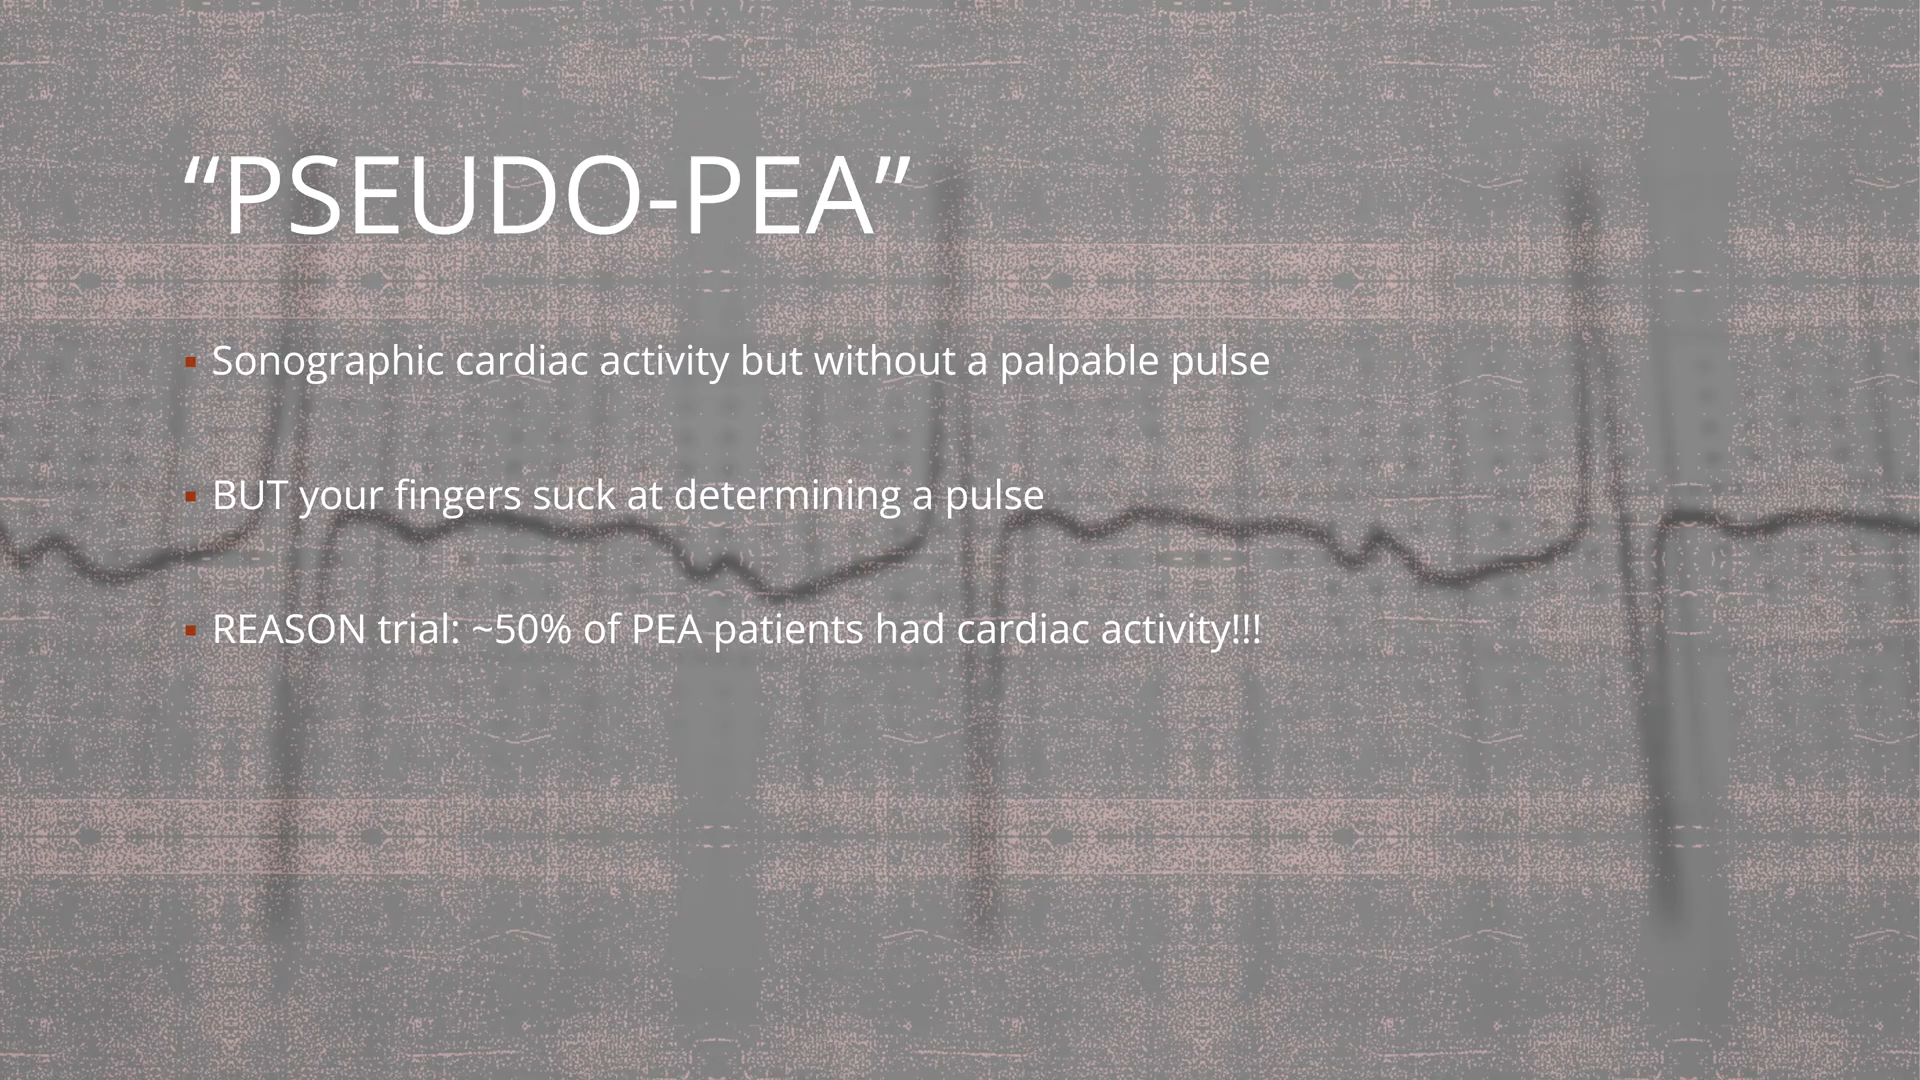 “PSEUDO-PEA”
▪ Sonographic cardiac activity but without a palpable pulse
▪ BUT your fingers suck at determining a pulse
▪ REASON trial: ~50% of PEA patients had cardiac activity!!!